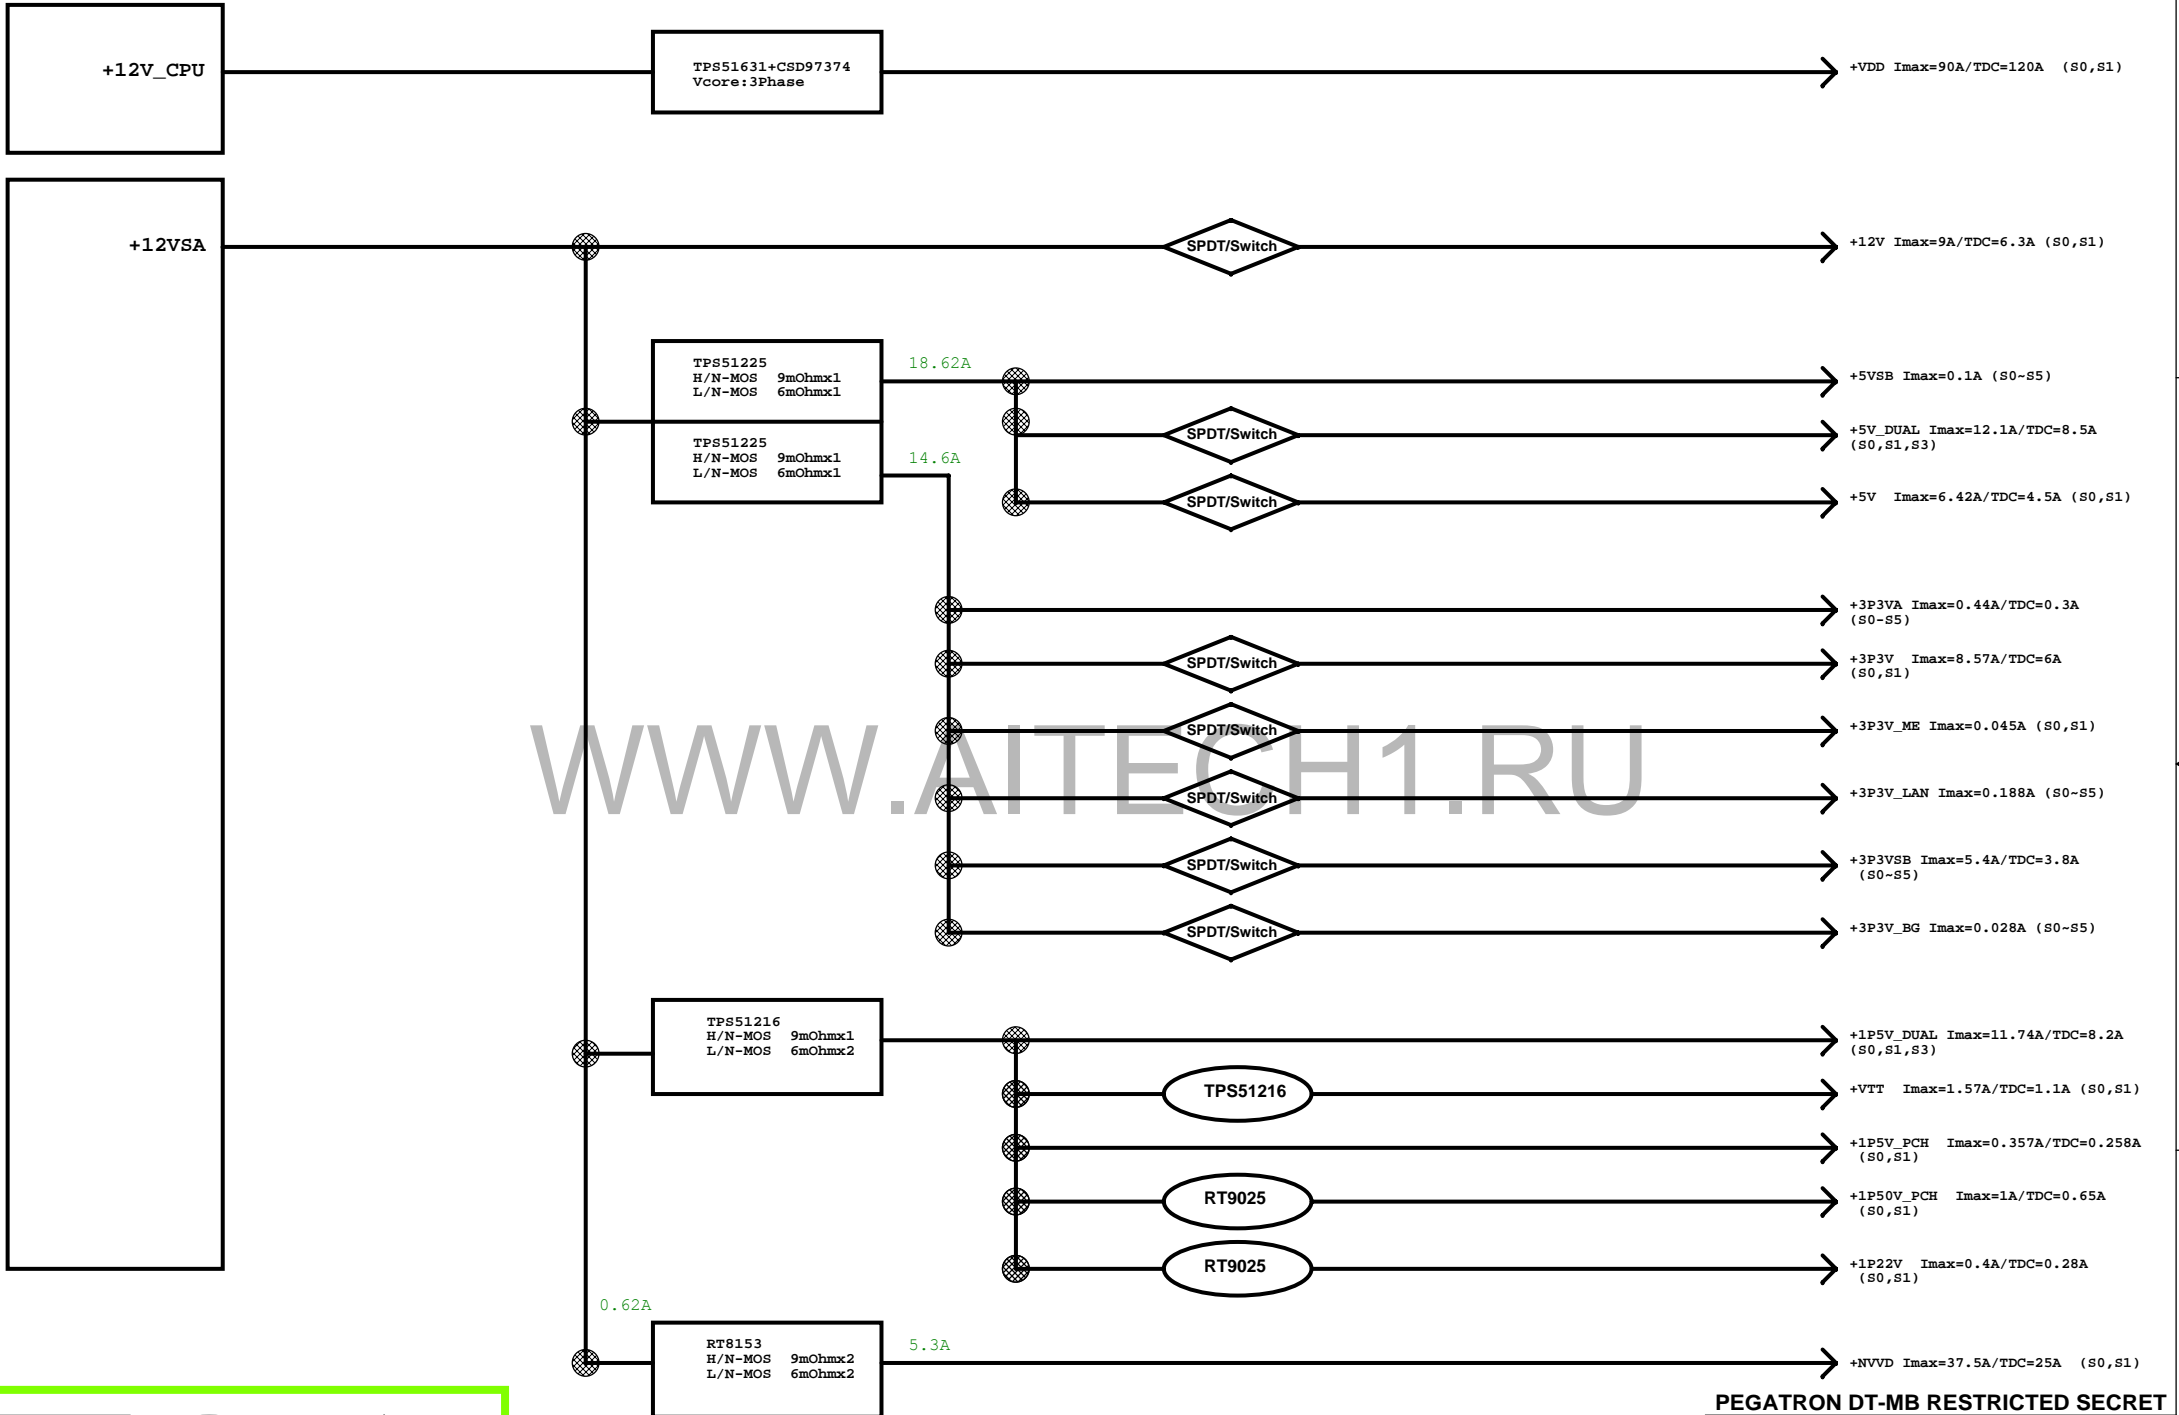 +12V_CPU
TPS51631+CSD97374
Vcore:3Phase
+VDD Imax=90A/TDC=120A (S0,S1)
+12VSA
SPDT/Switch
+12V Imax=9A/TDC=6.3A (S0,S1)
TPS51225
H/N-MOS 9mOhmx1
L/N-MOS 6mOhmx1
18.62A
+5VSB Imax=0.1A (S0~S5)
SPDT/Switch
+5V_DUAL Imax=12.1A/TDC=8.5A
(S0,S1,S3)
TPS51225
H/N-MOS 9mOhmx1
L/N-MOS 6mOhmx1
14.6A
SPDT/Switch
+5V Imax=6.42A/TDC=4.5A (S0,S1)
+3P3VA Imax=0.44A/TDC=0.3A
(S0-S5)
SPDT/Switch
+3P3V Imax=8.57A/TDC=6A
(S0,S1)
SPDT/Switch
+3P3V_ME Imax=0.045A (S0,S1)
WWW.AITECH1.RU
SPDT/Switch
+3P3V_LAN Imax=0.188A (S0~S5)
SPDT/Switch
+3P3VSB Imax=5.4A/TDC=3.8A
(S0~S5)
SPDT/Switch
+3P3V_BG Imax=0.028A (S0~S5)
TPS51216
H/N-MOS 9mOhmx1
L/N-MOS 6mOhmx2
+1P5V_DUAL Imax=11.74A/TDC=8.2A
(S0,S1,S3)
TPS51216
+VTT Imax=1.57A/TDC=1.1A (S0,S1)
+1P5V_PCH Imax=0.357A/TDC=0.258A
(S0,S1)
RT9025
+1P50V_PCH Imax=1A/TDC=0.65A
(S0,S1)
RT9025
+1P22V Imax=0.4A/TDC=0.28A
(S0,S1)
0.62A
RT8153
H/N-MOS 9mOhmx2
L/N-MOS 6mOhmx2
5.3A
+NVVD Imax=37.5A/TDC=25A (S0,S1)
PEGATRON DT-MB RESTRICTED SECRET